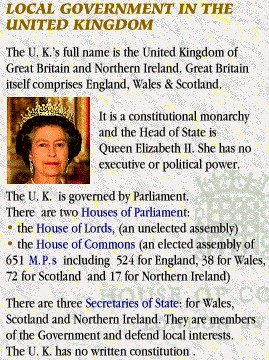 LOCAL GOVERNMENT IN THE
UNITED KINGDOM
The U. K.'s full name is the United Kingdom of
Great Britain and Northern Ireland. Great Britain
itself comprises England, Wales & Scotland.
It is a constitutional monarchy
and the Head of State is
Queen Elizabeth II. She has no
executive or political power.
The U. K. is governed by Parliament.
There are two Houses of Parliament:
• the House of Lords, (an unelected assembly)
• the House of Commons (an elected assembly of
651 M.P.s including 524 for England, 38 for Wales,
72 for Scotland and 17 for Northern Ireland)
There are three Secretaries of State: for Wales,
Scotland and Northern Ireland. They are members
of the Government and defend local interests.
The U. K. has no written constitution .